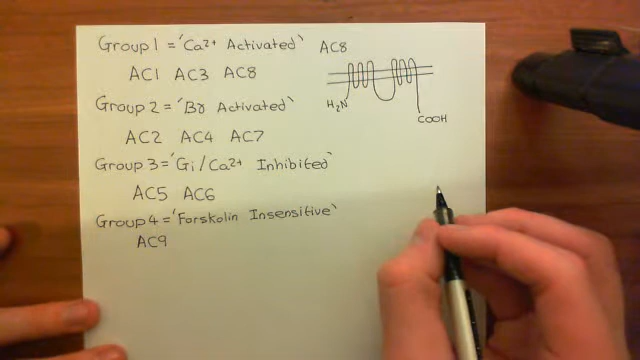 Group 1 = 'Ca²⁺ Activated' AC8
AC1 AC3 AC8
H₂N
COOH
Group 2 = 'βγ Activated'
AC2 AC4 AC7
Group 3 = 'Gi/Ca²⁺ Inhibited'
AC5 AC6
Group 4 = 'Forskolin Insensitive'
AC9